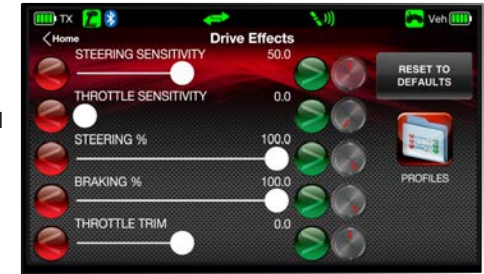 TX Veh
Home Drive Effects
STEERING SENSITIVITY 50.0
RESET TO
DEFAULTS
THROTTLE SENSITIVITY 0.0
STEERING % 100.0
BRAKING % 100.0
PROFILES
THROTTLE TRIM 0.0